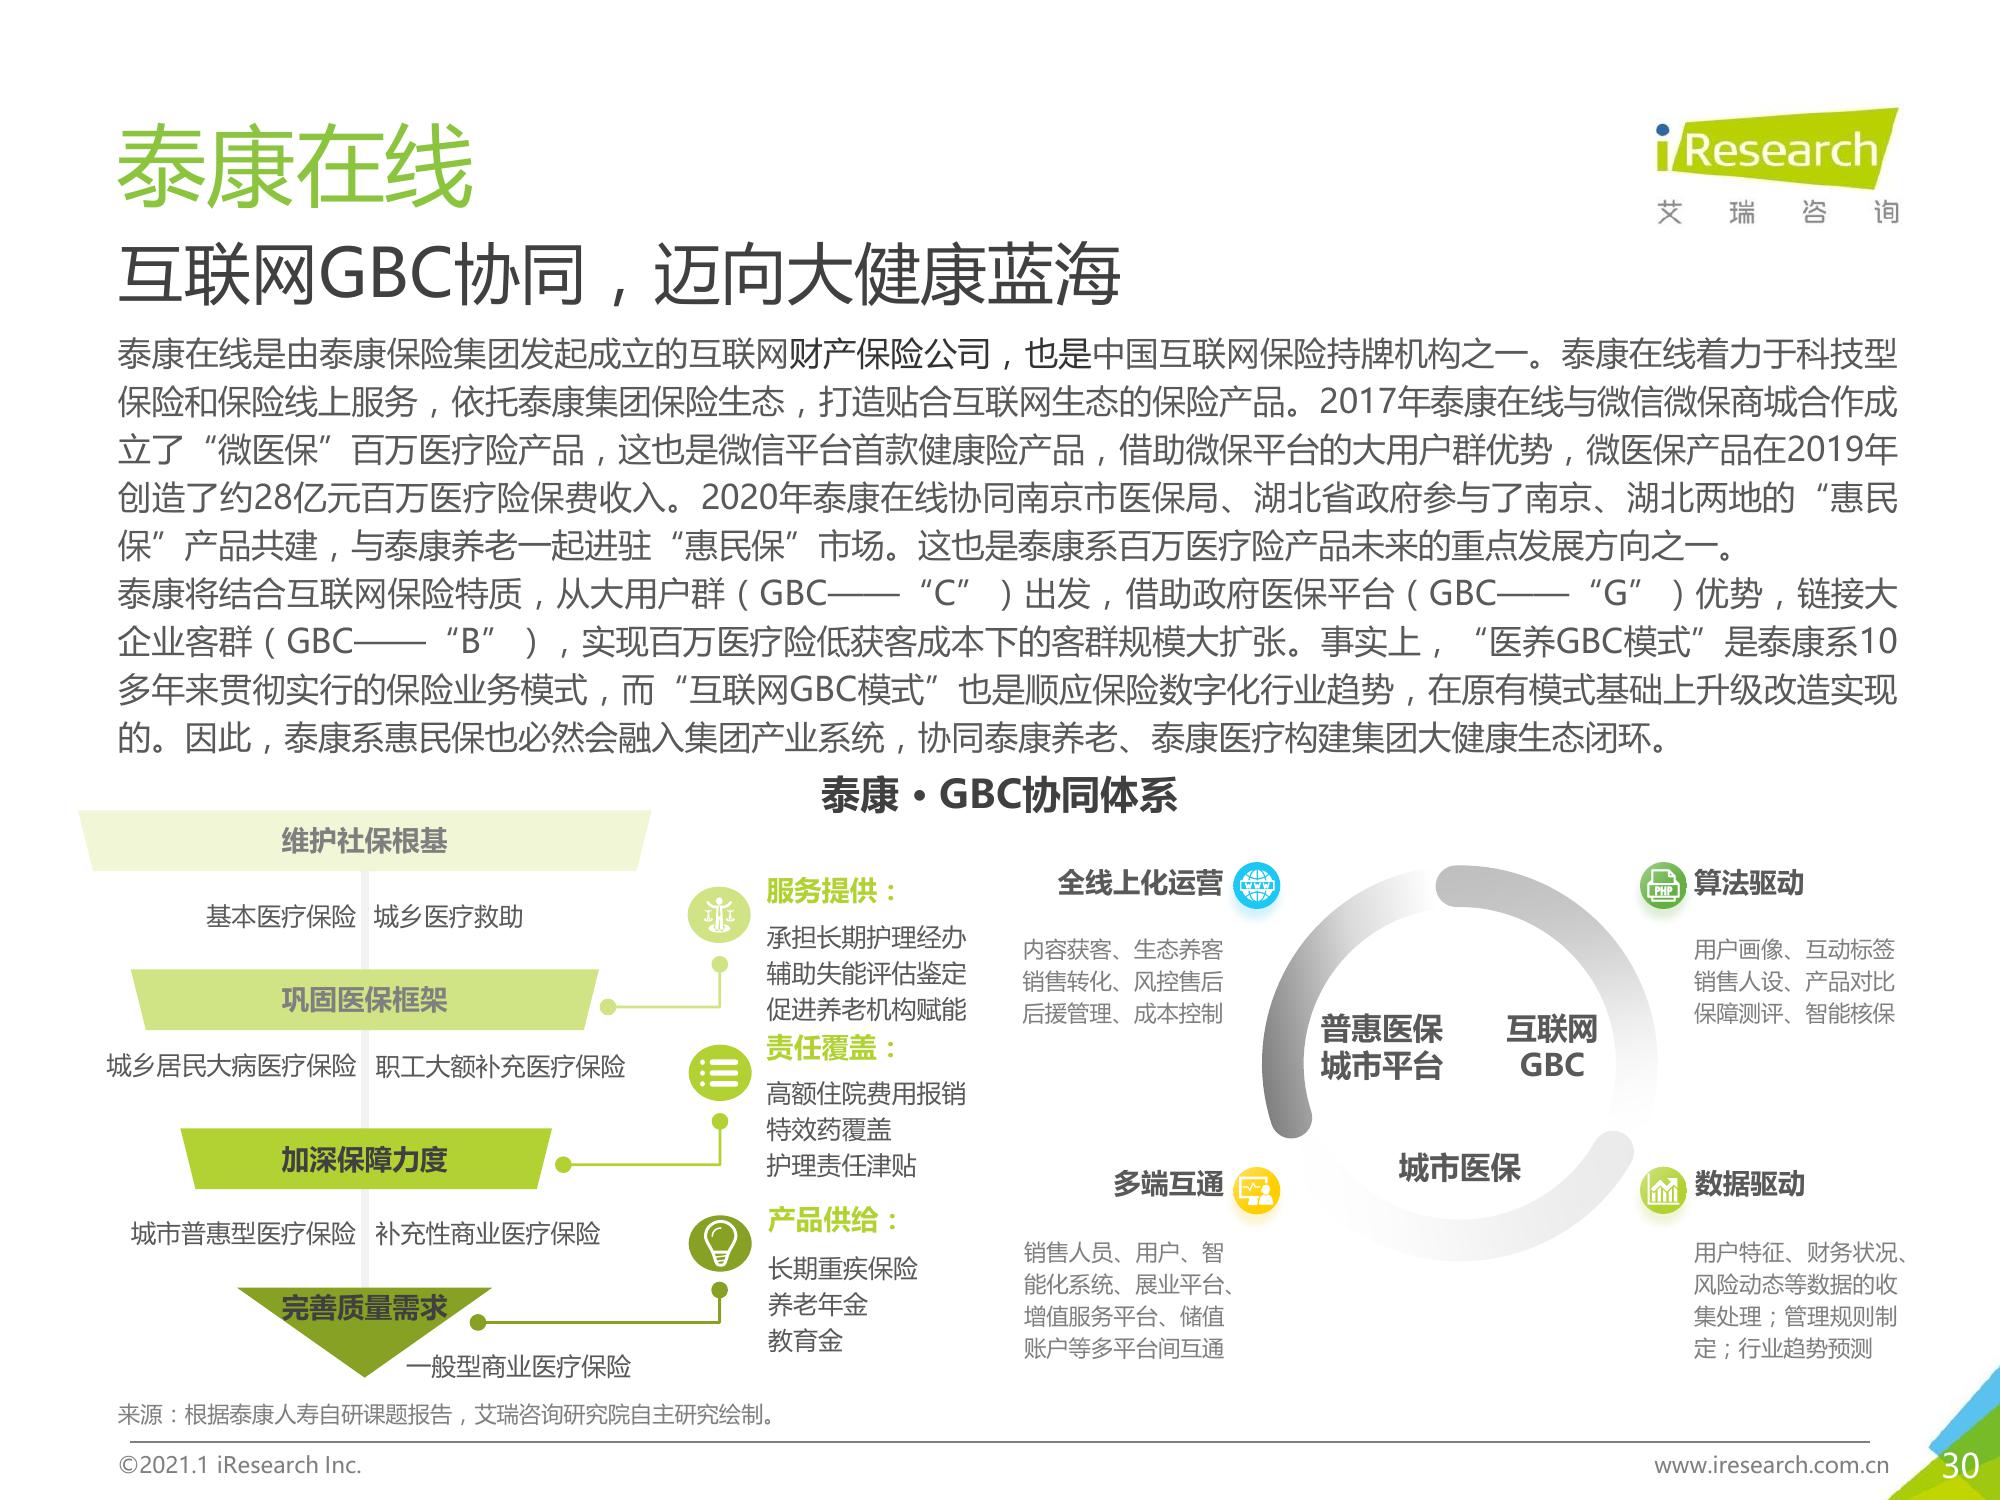 泰康在线
iResearch
艾瑞咨询
互联网GBC协同，迈向大健康蓝海
泰康在线是由泰康保险集团发起成立的互联网财产保险公司，也是中国互联网保险持牌机构之一。泰康在线着力于科技型
保险和保险线上服务，依托泰康集团保险生态，打造贴合互联网生态的保险产品。2017年泰康在线与微信微保商城合作成
立了“微医保”百万医疗险产品，这也是微信平台首款健康险产品，借助微保平台的大用户群优势，微医保产品在2019年
创造了约28亿元百万医疗险保费收入。2020年泰康在线协同南京市医保局、湖北省政府参与了南京、湖北两地的“惠民
保”产品共建，与泰康养老一起进驻“惠民保”市场。这也是泰康系百万医疗险产品未来的重点发展方向之一。
泰康将结合互联网保险特质，从大用户群（GBC——“C”）出发，借助政府医保平台（GBC——“G”）优势，链接大
企业客群（GBC——“B”），实现百万医疗险低获客成本下的客群规模大扩张。事实上，“医养GBC模式”是泰康系10
多年来贯彻实行的保险业务模式，而“互联网GBC模式”也是顺应保险数字化行业趋势，在原有模式基础上升级改造实现
的。因此，泰康系惠民保也必然会融入集团产业系统，协同泰康养老、泰康医疗构建集团大健康生态闭环。
泰康·GBC协同体系
维护社保根基
基本医疗保险 城乡医疗救助
巩固医保框架
城乡居民大病医疗保险 职工大额补充医疗保险
加深保障力度
城市普惠型医疗保险 补充性商业医疗保险
完善质量需求
一般型商业医疗保险
服务提供：
承担长期护理经办
辅助失能评估鉴定
促进养老机构赋能
责任覆盖：
高额住院费用报销
特效药覆盖
护理责任津贴
产品供给：
长期重疾保险
养老年金
教育金
全线上化运营
WWW
内容获客、生态养客
销售转化、风控售后
后援管理、成本控制
多端互通
销售人员、用户、智
能化系统、展业平台、
增值服务平台、储值
账户等多平台间互通
普惠医保
城市平台
互联网
GBC
城市医保
PHP
算法驱动
用户画像、互动标签
销售人设、产品对比
保障测评、智能核保
数据驱动
用户特征、财务状况、
风险动态等数据的收
集处理；管理规则制
定；行业趋势预测
来源：根据泰康人寿自研课题报告，艾瑞咨询研究院自主研究绘制。
©2021.1 iResearch Inc.
www.iresearch.com.cn
30